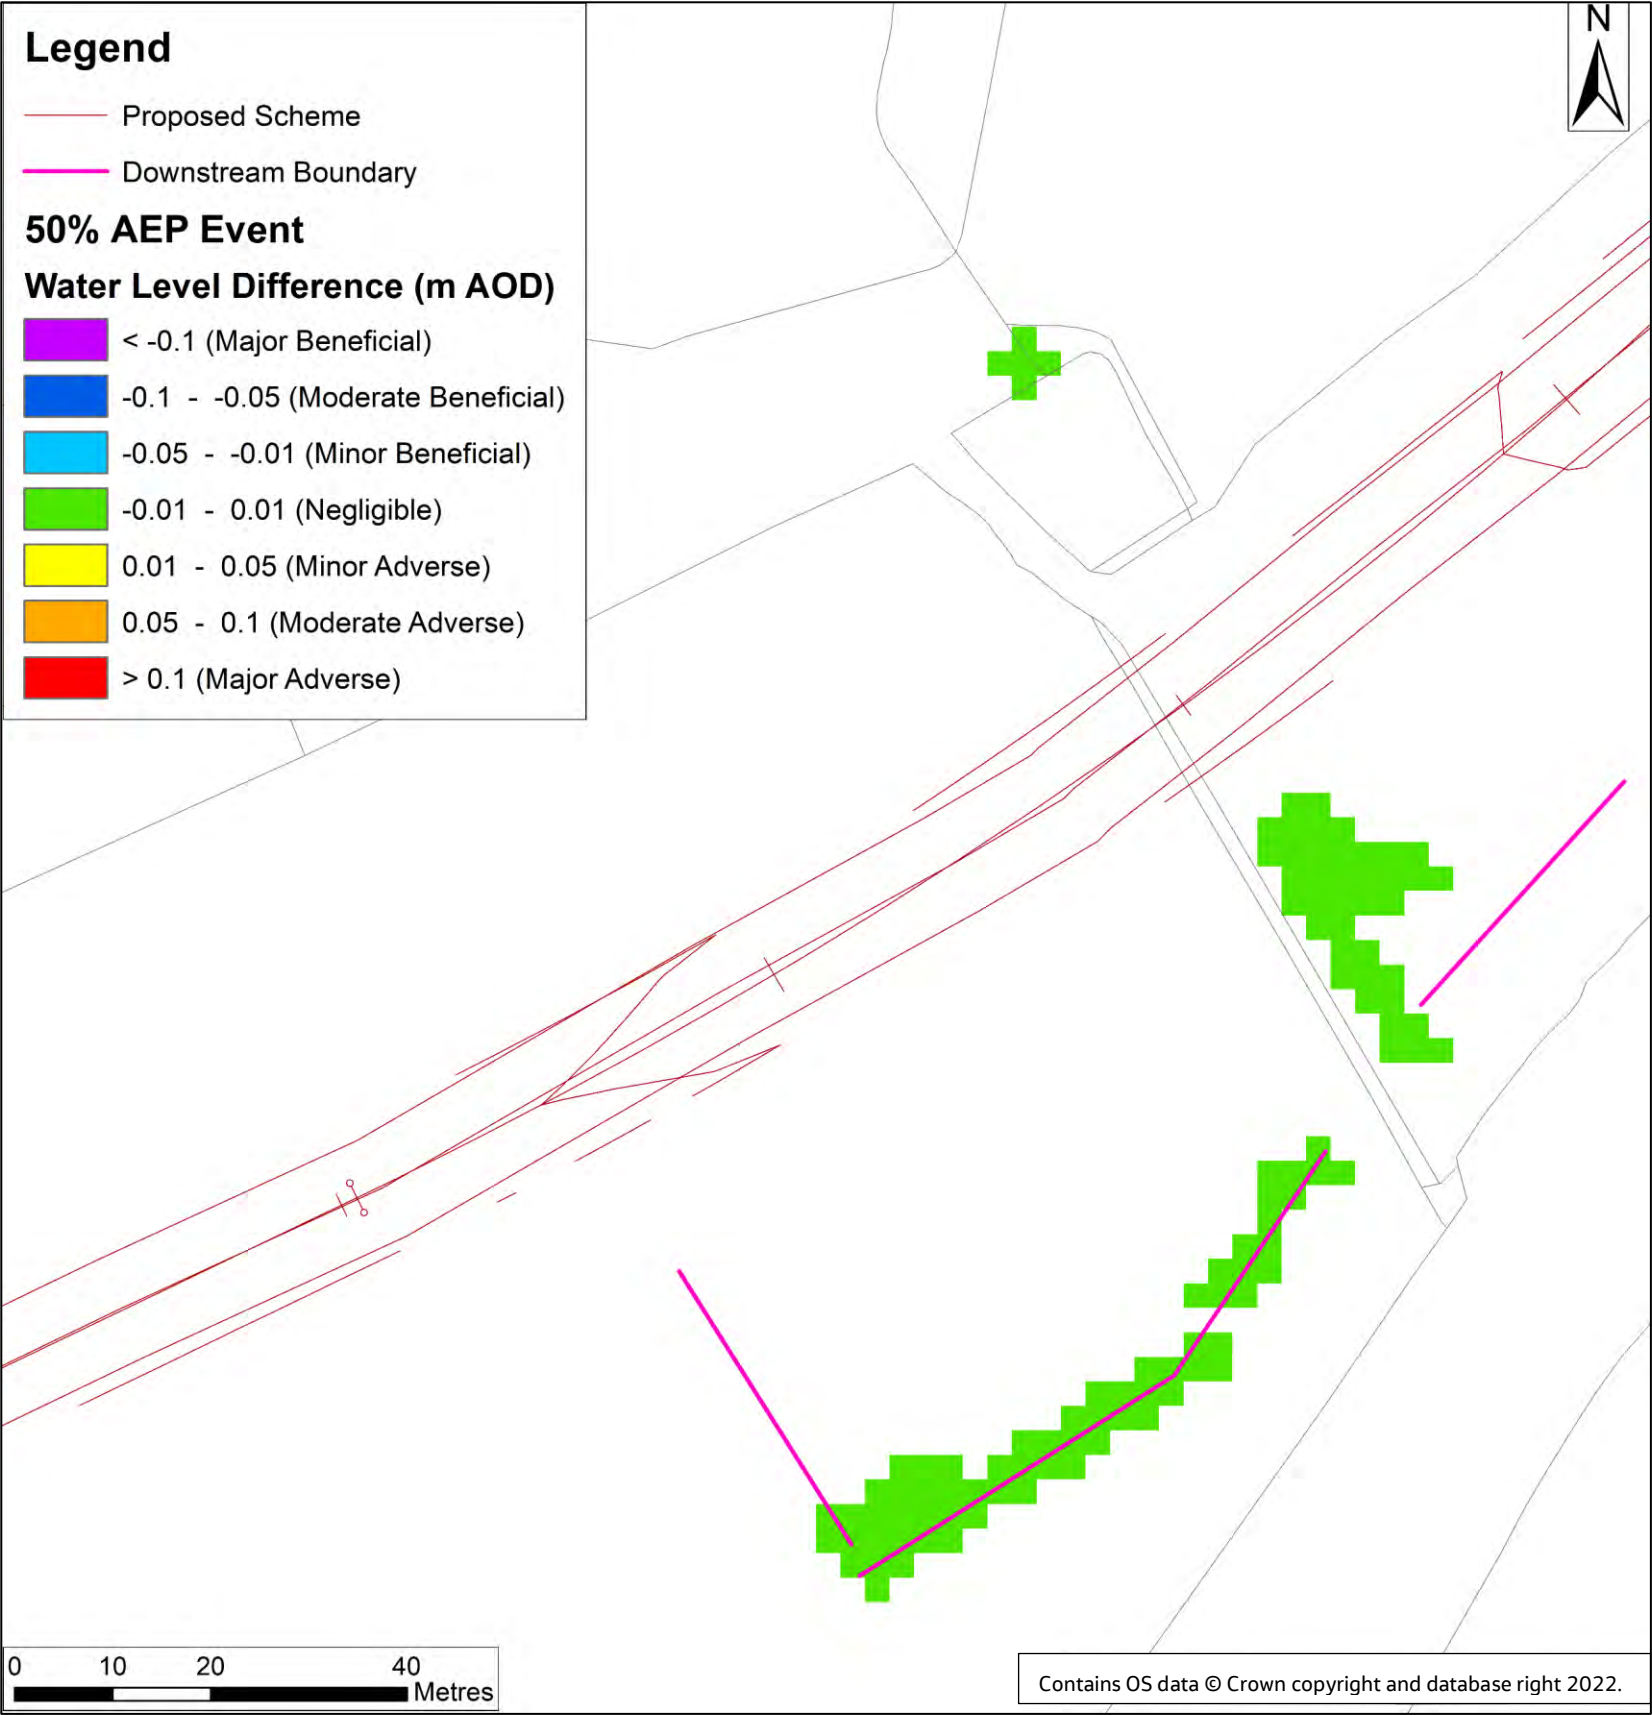 Legend
Proposed Scheme
Downstream Boundary
50% AEP Event
Water Level Difference (m AOD)
< -0.1 (Major Beneficial)
-0.1 - -0.05 (Moderate Beneficial)
-0.05 - -0.01 (Minor Beneficial)
-0.01 - 0.01 (Negligible)
0.01 - 0.05 (Minor Adverse)
0.05 - 0.1 (Moderate Adverse)
> 0.1 (Major Adverse)
N
0 10 20 40
Metres
Contains OS data © Crown copyright and database right 2022.